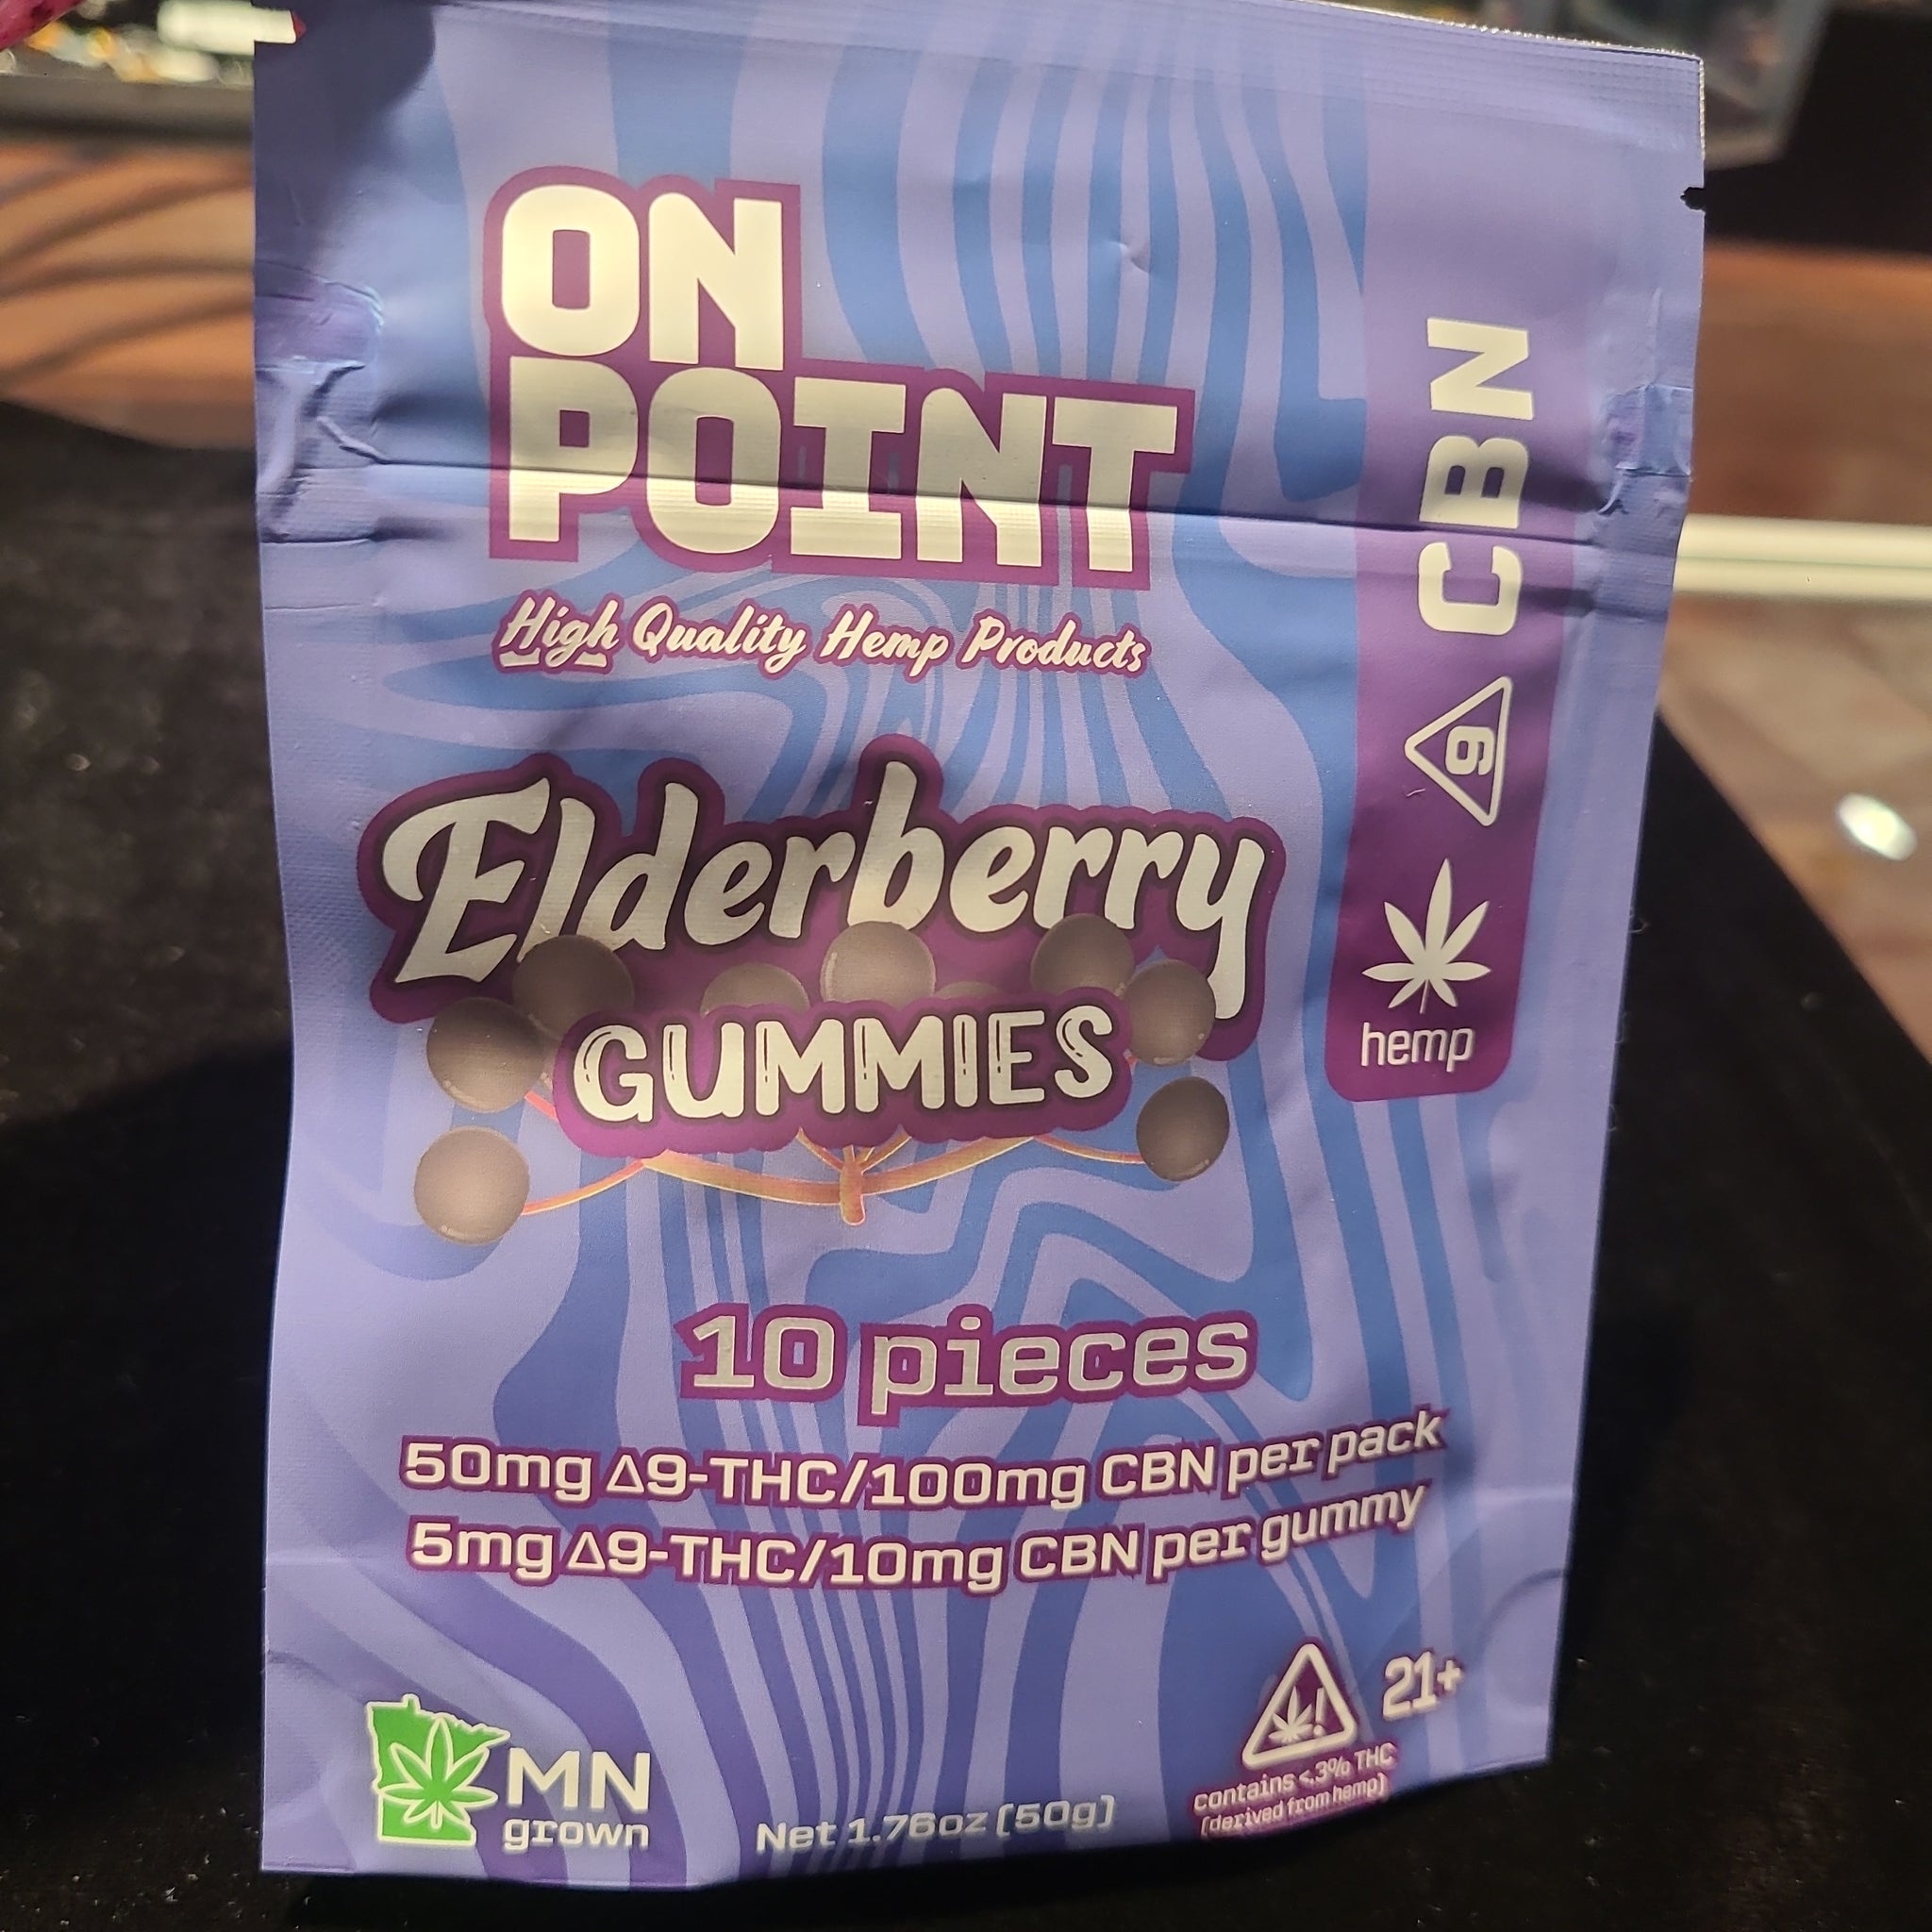 ON
POINT
High Quality Hemp Products
CBN
9
hemp
Elderberry
GUMMIES
10 pieces
50mg Δ9-THC/100mg CBN per pack
5mg Δ9-THC/10mg CBN per gummy
MN
grown
Net 1.76oz (50g)
!
21+
contains <.3% THC
(derived from hemp)